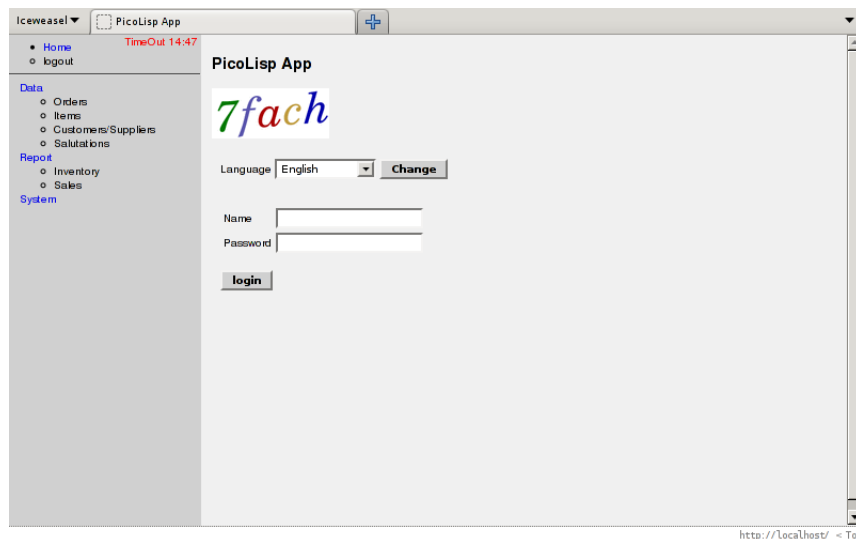 Iceweasel
PicoLisp App
TimeOut 14:47
Home
logout
Data
Orders
Items
Customers/Suppliers
Salutations
Report
Inventory
Sales
System
PicoLisp App
7fach
Language English Change
Name
Password
login
http://localhost/ < To